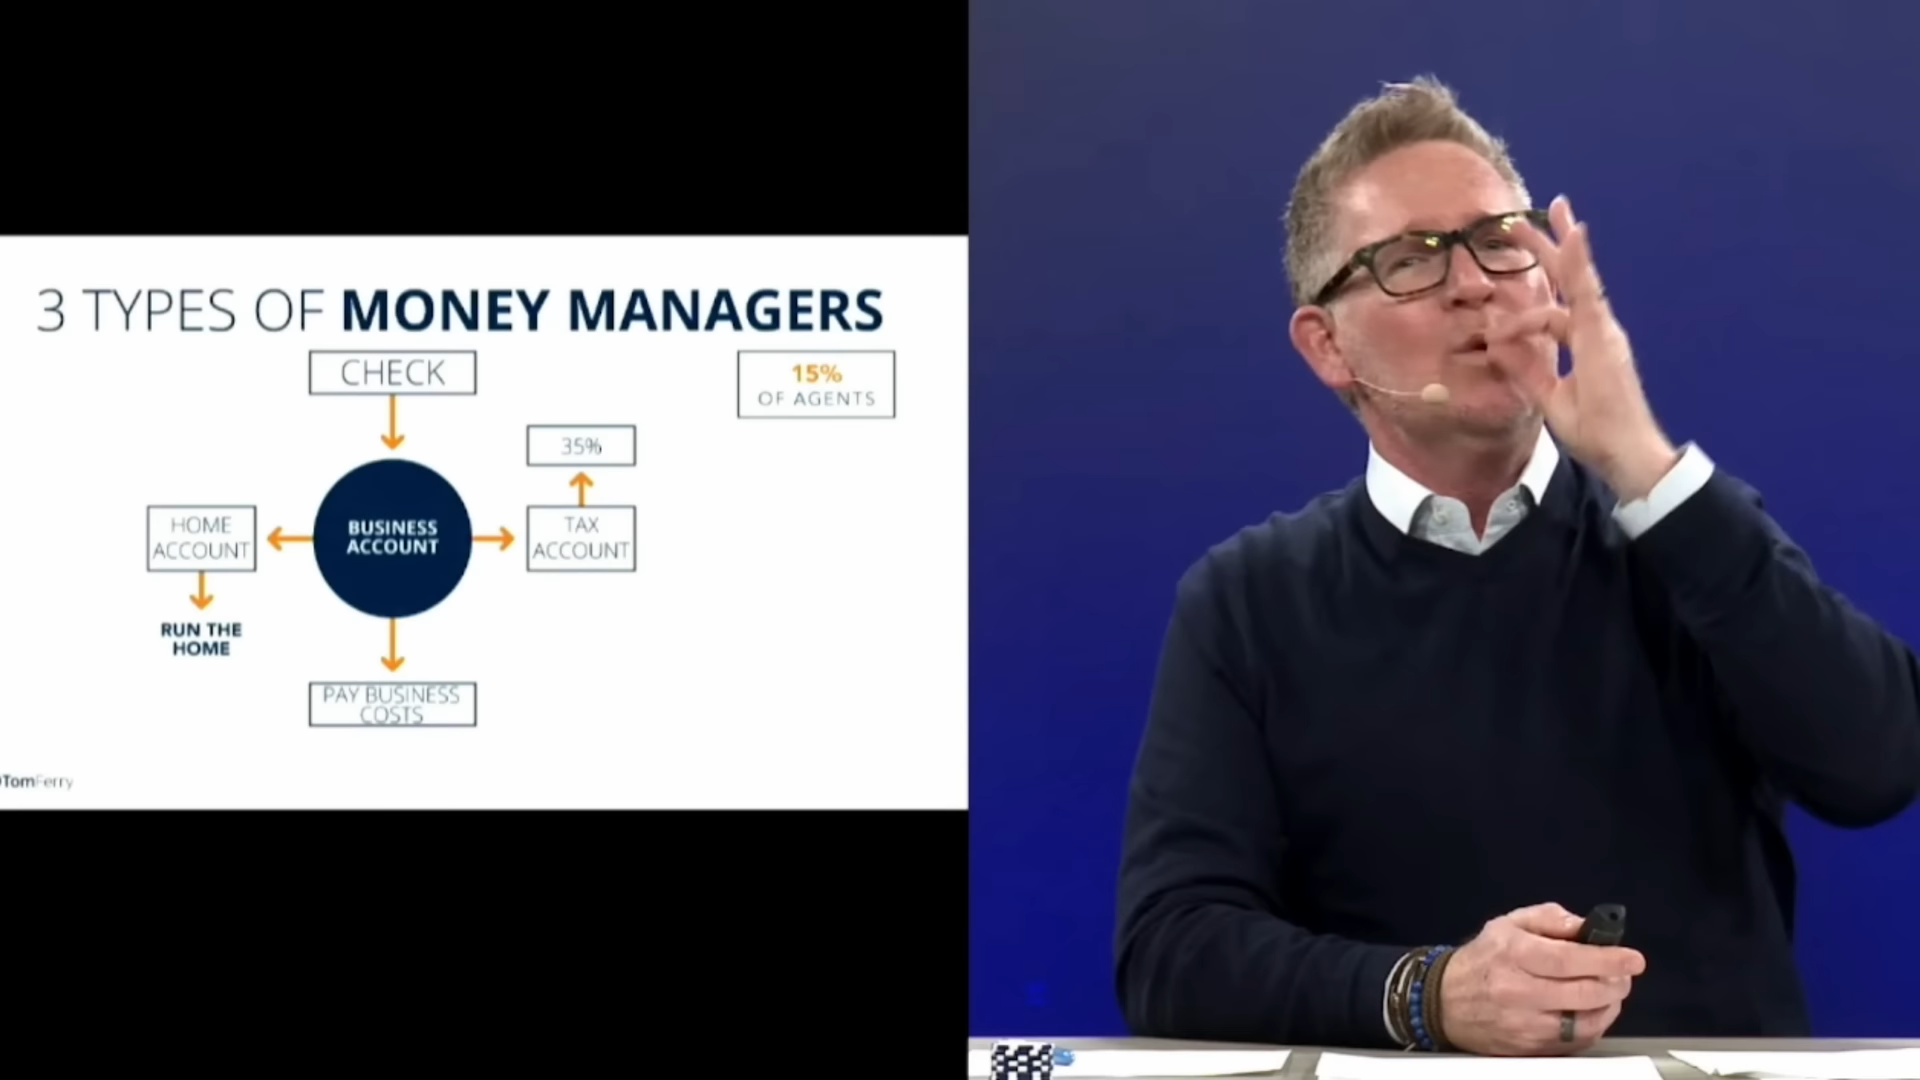 3 TYPES OF MONEY MANAGERS
CHECK
15%
OF AGENTS
35%
HOME
ACCOUNT
BUSINESS
ACCOUNT
TAX
ACCOUNT
RUN THE
HOME
PAY BUSINESS
COSTS
TomFerry